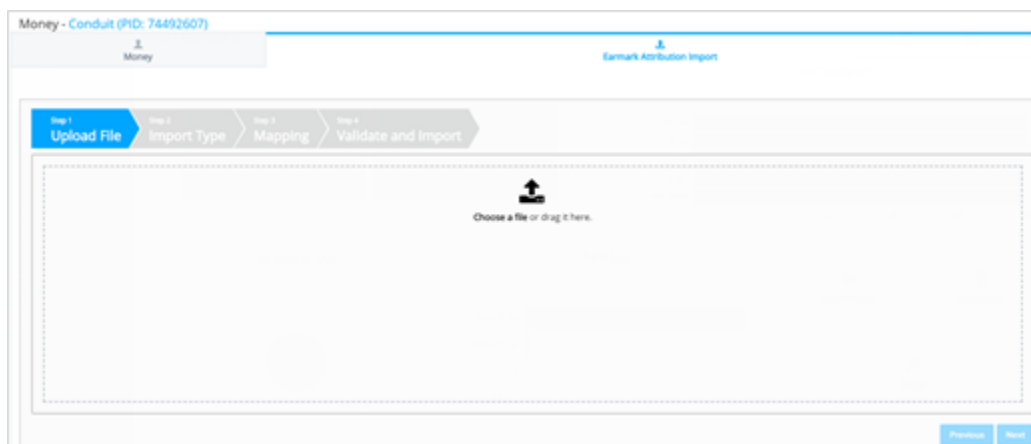 Money - Conduit (PID: 74492607)
Money
Earmark Attribution Import
Step 1
Upload File
Step 2
Import Type
Step 3
Mapping
Step 4
Validate and Import
Choose a file or drag it here.
Previous
Next